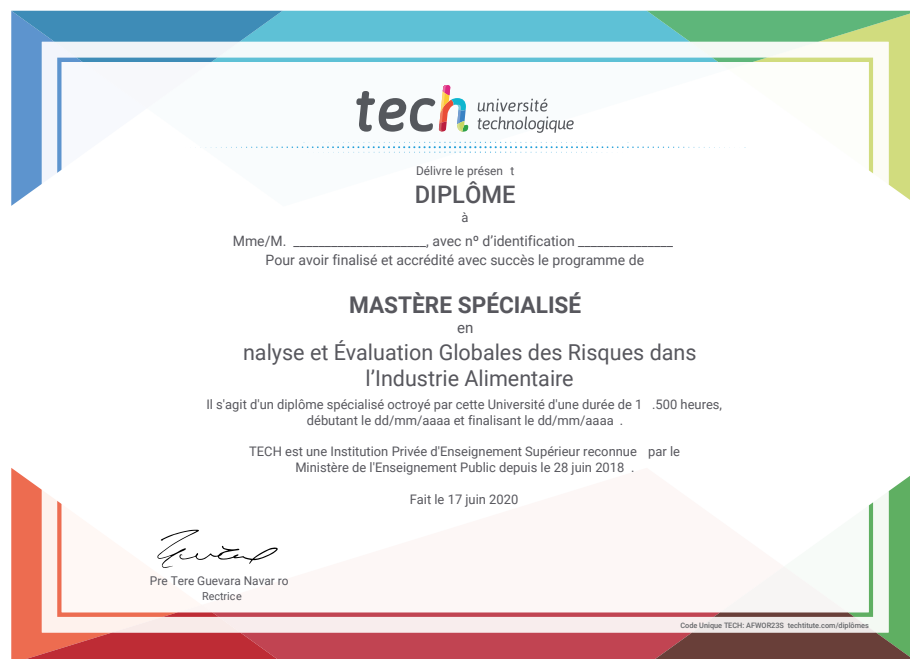 tech université
technologique
Délivre le présen t
DIPLÔME
à
Mme/M. _____________________, avec nº d'identification _______________
Pour avoir finalisé et accrédité avec succès le programme de
MASTÈRE SPÉCIALISÉ
en
nalyse et Évaluation Globales des Risques dans
l’Industrie Alimentaire
Il s'agit d'un diplôme spécialisé octroyé par cette Université d'une durée de 1 .500 heures,
débutant le dd/mm/aaaa et finalisant le dd/mm/aaaa .
TECH est une Institution Privée d'Enseignement Supérieur reconnue par le
Ministère de l'Enseignement Public depuis le 28 juin 2018 .
Fait le 17 juin 2020
Pre Tere Guevara Navar ro
Rectrice
Code Unique TECH: AFWOR23S techtitute.com/diplômes